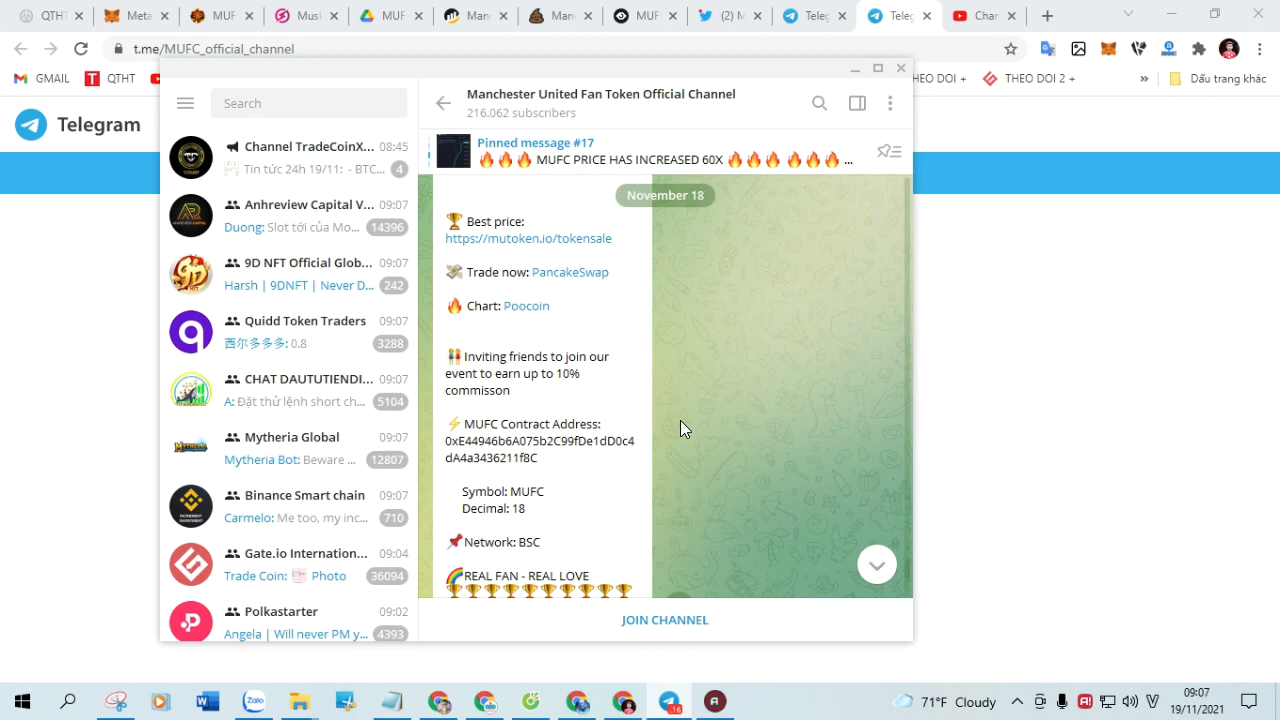 QTHT
Meta
MUF
Musl
MUF
Man
Man
MUF
(2) M
Teleg
Teleg
Char
t.me/MUFC_official_channel
GMAIL
QTHT
HEO DOI +
THEO DOI 2 +
»
Dấu trang khác
Telegram
Search
Channel TradeCoinX...
08:45
Tin tức 24h 19/11: - BTC...
4
Anhreview Capital V...
09:07
Duong: Slot tới của Mo...
14396
9D NFT Official Glob...
09:07
Harsh | 9DNFT | Never D...
242
Quidd Token Traders
09:07
西尔多多多: 0.8
3288
CHAT DAUTUTIENDI...
09:07
A: Đặt thử lệnh short ch...
5104
Mytheria Global
09:07
Mytheria Bot: Beware ...
12807
Binance Smart chain
09:07
Carmelo: Me too, my inc...
710
Gate.io Internation...
09:04
Trade Coin: Photo
36094
Polkastarter
09:02
Angela | Will never PM y...
4393
Manchester United Fan Token Official Channel
216.062 subscribers
Pinned message #17
🔥🔥🔥 MUFC PRICE HAS INCREASED 60X 🔥🔥🔥 🔥🔥🔥 ...
November 18
🏆 Best price:
https://mutoken.io/tokensale
💸 Trade now: PancakeSwap
🔥 Chart: Poocoin
👭Inviting friends to join our
event to earn up to 10%
commisson
⚡MUFC Contract Address:
0xE44946b6A075b2C99fDe1dD0c4
dA4a3436211f8C
Symbol: MUFC
Decimal: 18
📌Network: BSC
🌈REAL FAN - REAL LOVE
🏆🏆🏆🏆🏆🏆🏆🏆🏆🏆
JOIN CHANNEL
71°F Cloudy
09:07
19/11/2021